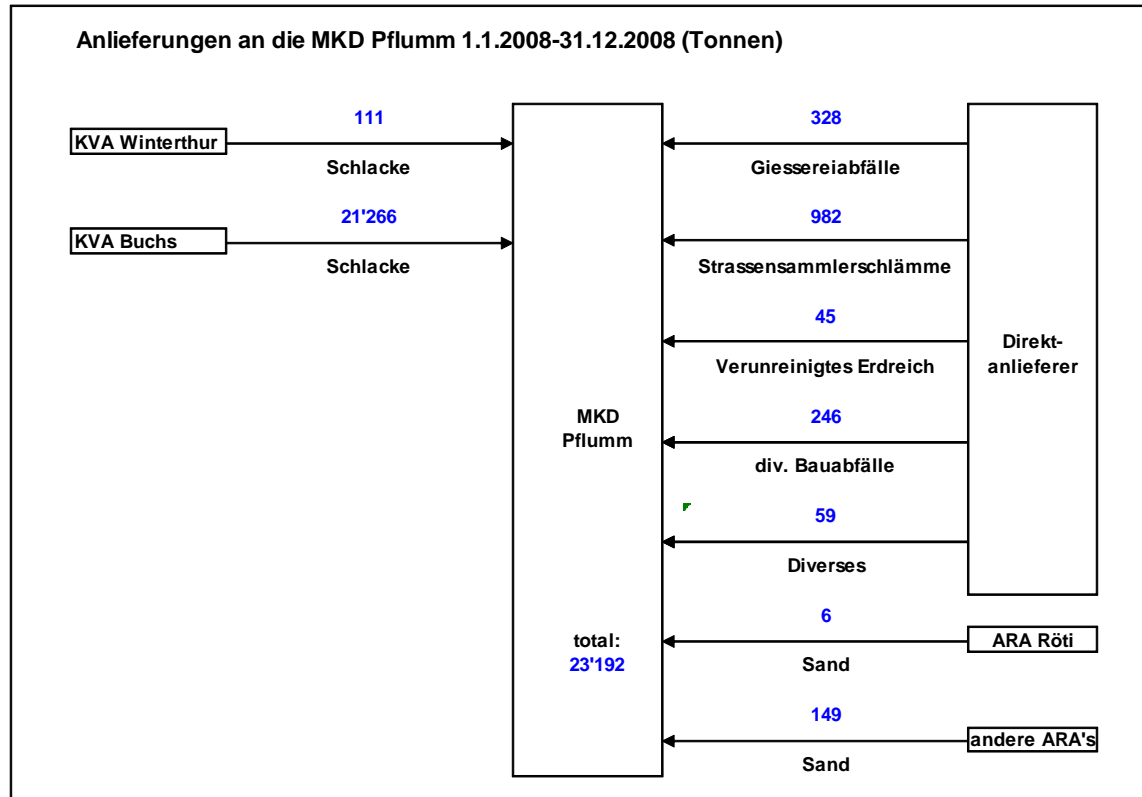 Anlieferungen an die MKD Pflumm 1.1.2008-31.12.2008 (Tonnen)
KVA Winterthur
111
Schlacke
KVA Buchs
21'266
Schlacke
MKD
Pflumm
total:
23'192
328
Giessereiabfälle
982
Strassensammlerschlämme
45
Verunreinigtes Erdreich
246
div. Bauabfälle
59
Diverses
6
Sand
149
Sand
Direkt-
anlieferer
ARA Röti
andere ARA's